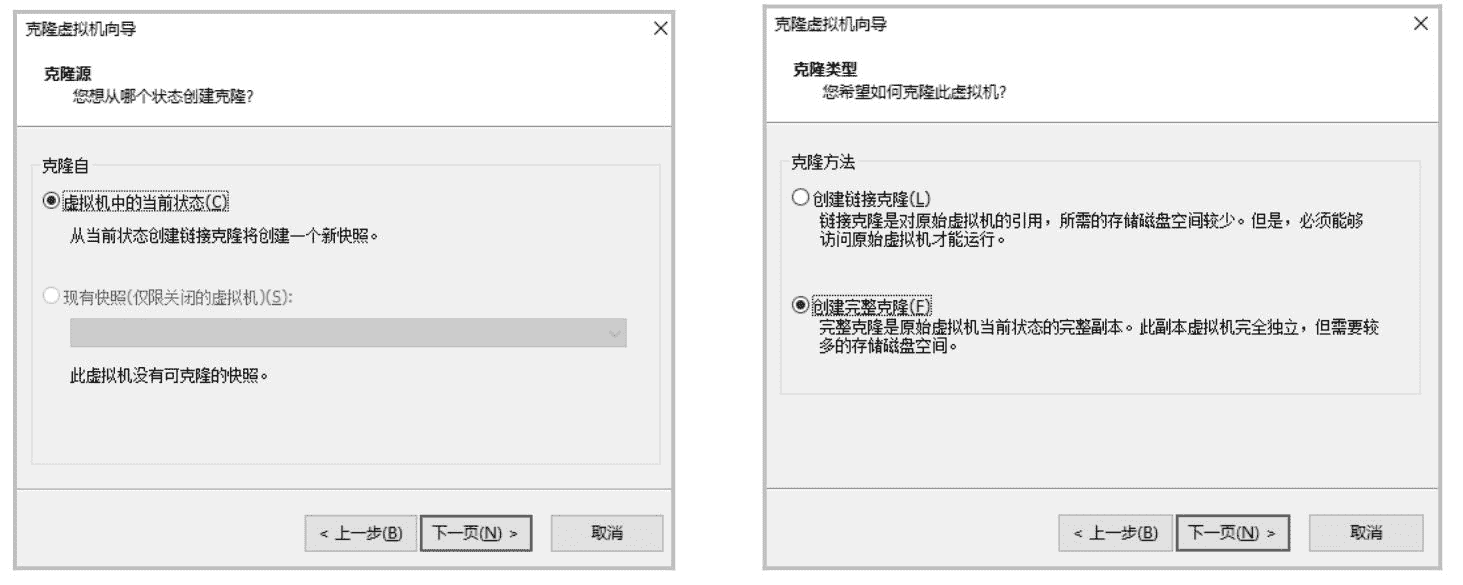 克隆虚拟机向导
克隆源
您想从哪个状态创建克隆?
克隆自
虚拟机中的当前状态(C)
从当前状态创建链接克隆将创建一个新快照。
现有快照(仅限关闭的虚拟机)(S):
此虚拟机没有可克隆的快照。
< 上一步(B)
下一页(N) >
取消
克隆虚拟机向导
克隆类型
您希望如何克隆此虚拟机?
克隆方法
创建链接克隆(L)
链接克隆是对原始虚拟机的引用，所需的存储磁盘空间较少。但是，必须能够
访问原始虚拟机才能运行。
创建完整克隆(F)
完整克隆是原始虚拟机当前状态的完整副本。此副本虚拟机完全独立，但需要较
多的存储磁盘空间。
< 上一步(B)
下一页(N) >
取消